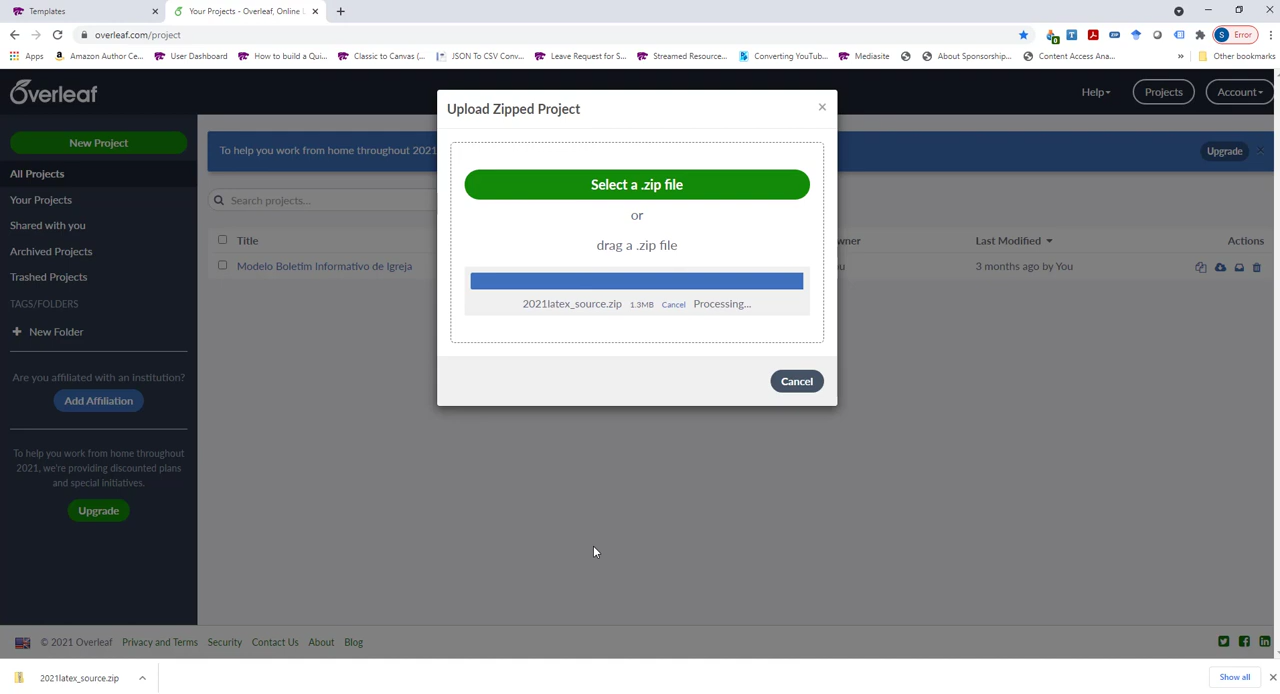 Templates
Your Projects - Overleaf, Online
overleaf.com/project
S Error
Apps
Amazon Author Ce...
User Dashboard
How to build a Qui...
Classic to Canvas (...
JSON To CSV Conv...
Leave Request for S...
Streamed Resource...
Converting YouTub...
Mediasite
About Sponsorship...
Content Access Ana...
»
Other bookmarks
Overleaf
Help
Projects
Account
New Project
All Projects
Your Projects
Shared with you
Archived Projects
Trashed Projects
TAGS/FOLDERS
New Folder
Are you affiliated with an institution?
Add Affiliation
To help you work from home throughout
2021, we're providing discounted plans
and special initiatives.
Upgrade
To help you work from home throughout 2021
Upgrade
Search projects...
Title
wner
Last Modified
Actions
Modelo Boletim Informativo de Igreja
3 months ago by You
Upload Zipped Project
Select a .zip file
or
drag a .zip file
2021latex_source.zip 1.3MB Cancel Processing...
Cancel
© 2021 Overleaf Privacy and Terms Security Contact Us About Blog
2021latex_source.zip
Show all